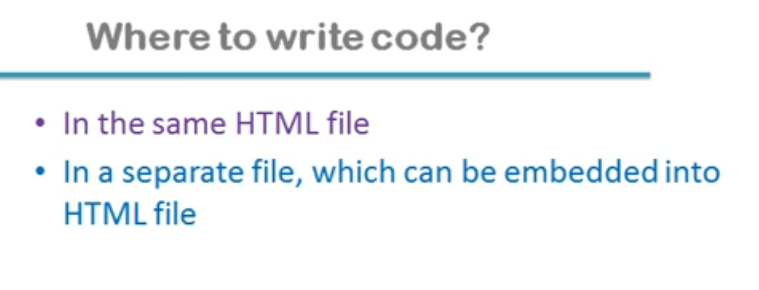 Where to write code?
• In the same HTML file
• In a separate file, which can be embedded into
HTML file